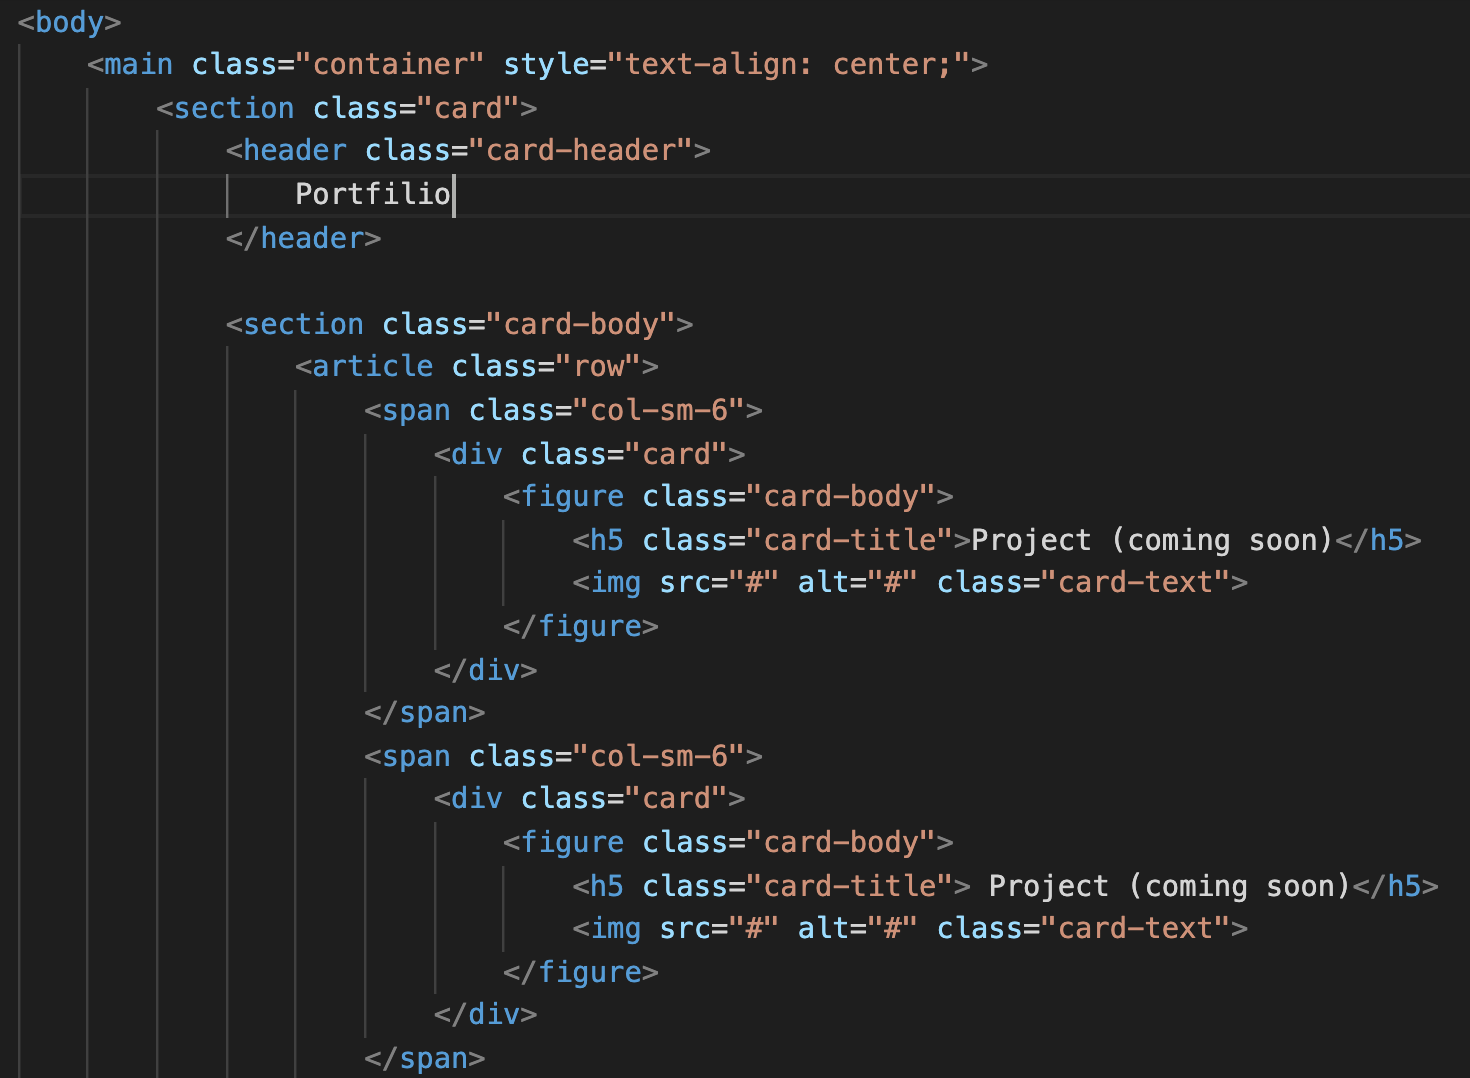 <body>
<main class="container" style="text-align: center;">
<section class="card">
<header class="card-header">
Portfilio
</header>
<section class="card-body">
<article class="row">
<span class="col-sm-6">
<div class="card">
<figure class="card-body">
<h5 class="card-title">Project (coming soon)</h5>
<img src="#" alt="#" class="card-text">
</figure>
</div>
</span>
<span class="col-sm-6">
<div class="card">
<figure class="card-body">
<h5 class="card-title"> Project (coming soon)</h5>
<img src="#" alt="#" class="card-text">
</figure>
</div>
</span>